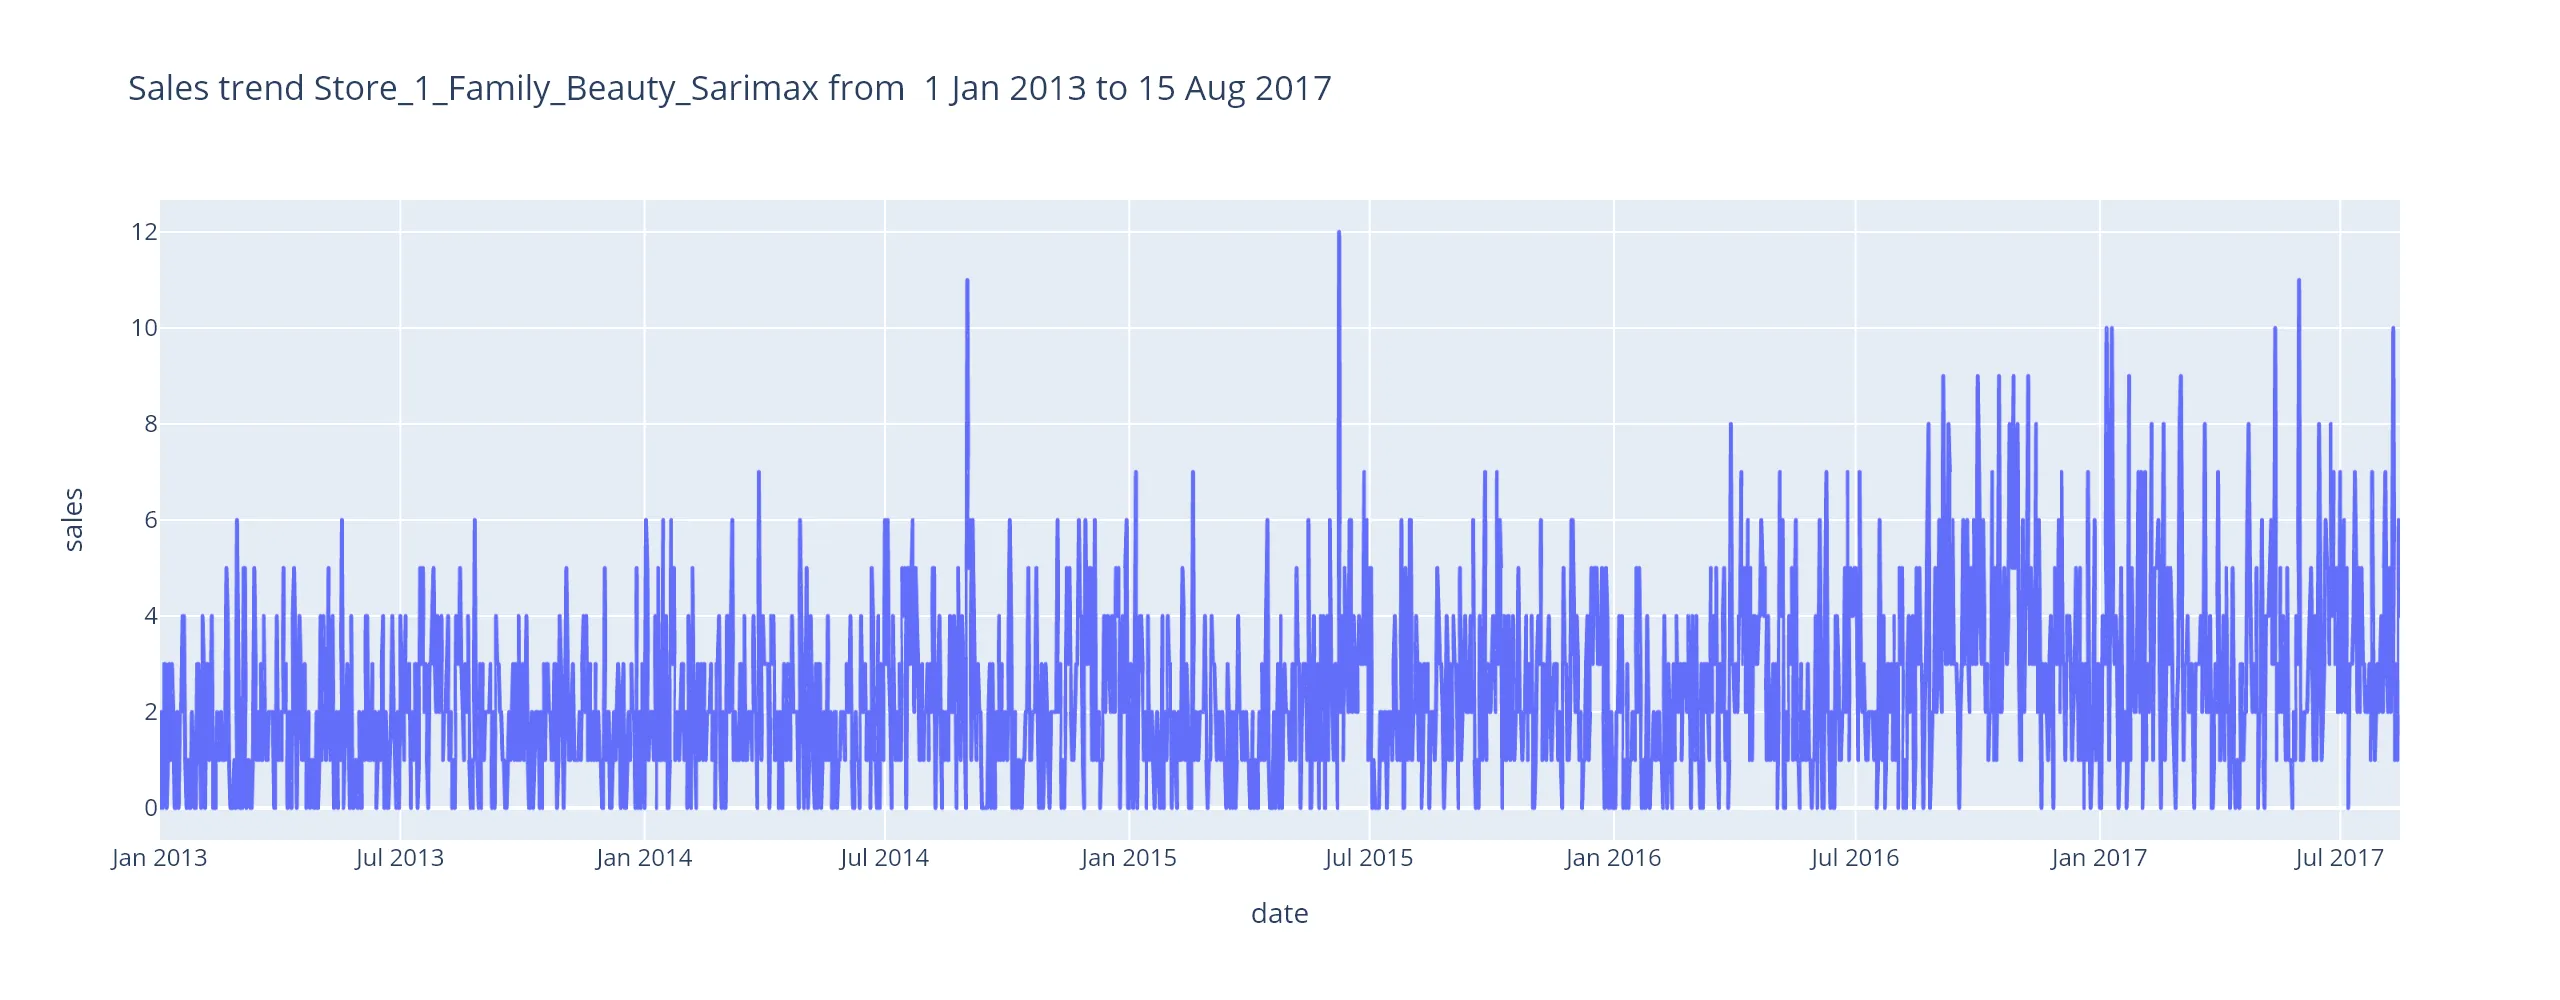 Sales trend Store_1_Family_Beauty_Sarimax from  1 Jan 2013 to 15 Aug 2017
12
10
8
6
4
2
0
sales
Jan 2013 Jul 2013 Jan 2014 Jul 2014 Jan 2015 Jul 2015 Jan 2016 Jul 2016 Jan 2017 Jul 2017
date